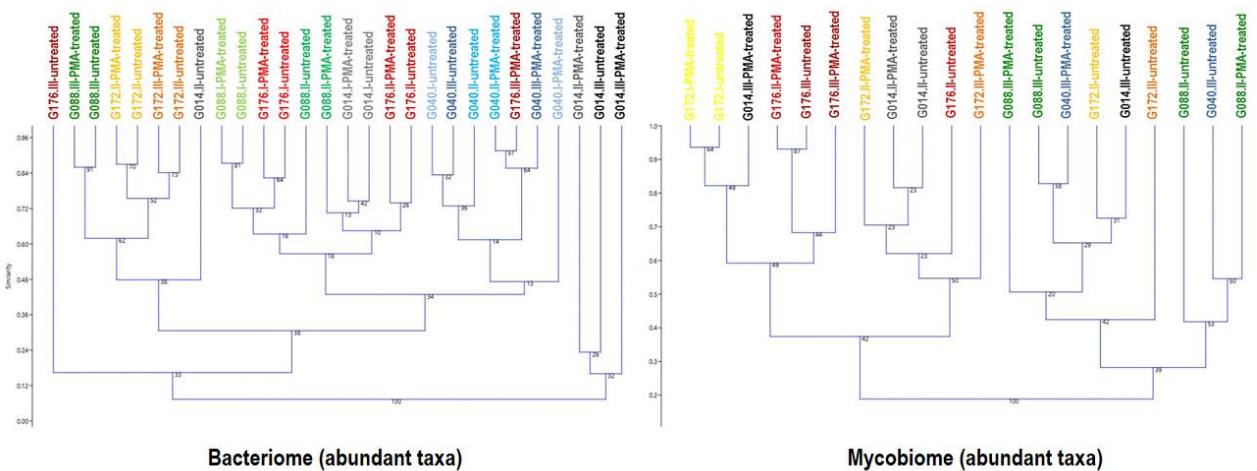 G176.III-untreated
G088.III-PMA-treated
G088.III-untreated
G172.II-PMA-treated
G172.II-untreated
G172.III-PMA-treated
G172.III-untreated
G014.II-untreated
G088.I-PMA-treated
G088.I-untreated
G176.I-PMA-treated
G176.I-untreated
G088.II-untreated
G088.II-PMA-treated
G014.I-PMA-treated
G014.I-untreated
G176.II-PMA-treated
G176.II-untreated
G040.I-untreated
G040.III-untreated
G040.II-untreated
G040.II-PMA-treated
G176.III-PMA-treated
G040.III-PMA-treated
G040.I-PMA-treated
G014.II-PMA-treated
G014.III-untreated
G014.III-PMA-treated
0.96
0.84
0.72
0.60
0.48
0.36
0.24
0.12
0.00
Similarity
91
70
73
52
62
38
81
64
32
16
42
13
26
10
16
32
36
57
64
14
13
34
39
33
26
32
100
Bacteriome (abundant taxa)
G172.I-PMA-treated
G172.I-untreated
G014.III-PMA-treated
G176.II-PMA-treated
G176.III-untreated
G176.III-PMA-treated
G172.II-PMA-treated
G014.II-PMA-treated
G014.II-untreated
G176.II-untreated
G172.III-PMA-treated
G088.III-PMA-treated
G088.III-untreated
G040.III-PMA-treated
G172.II-untreated
G014.III-untreated
G172.III-untreated
G088.II-untreated
G040.III-untreated
G088.II-PMA-treated
1.0
0.9
0.8
0.7
0.6
0.5
0.4
0.3
0.2
64
49
97
44
49
23
23
23
50
42
58
31
29
20
42
50
53
39
100
Mycobiome (abundant taxa)